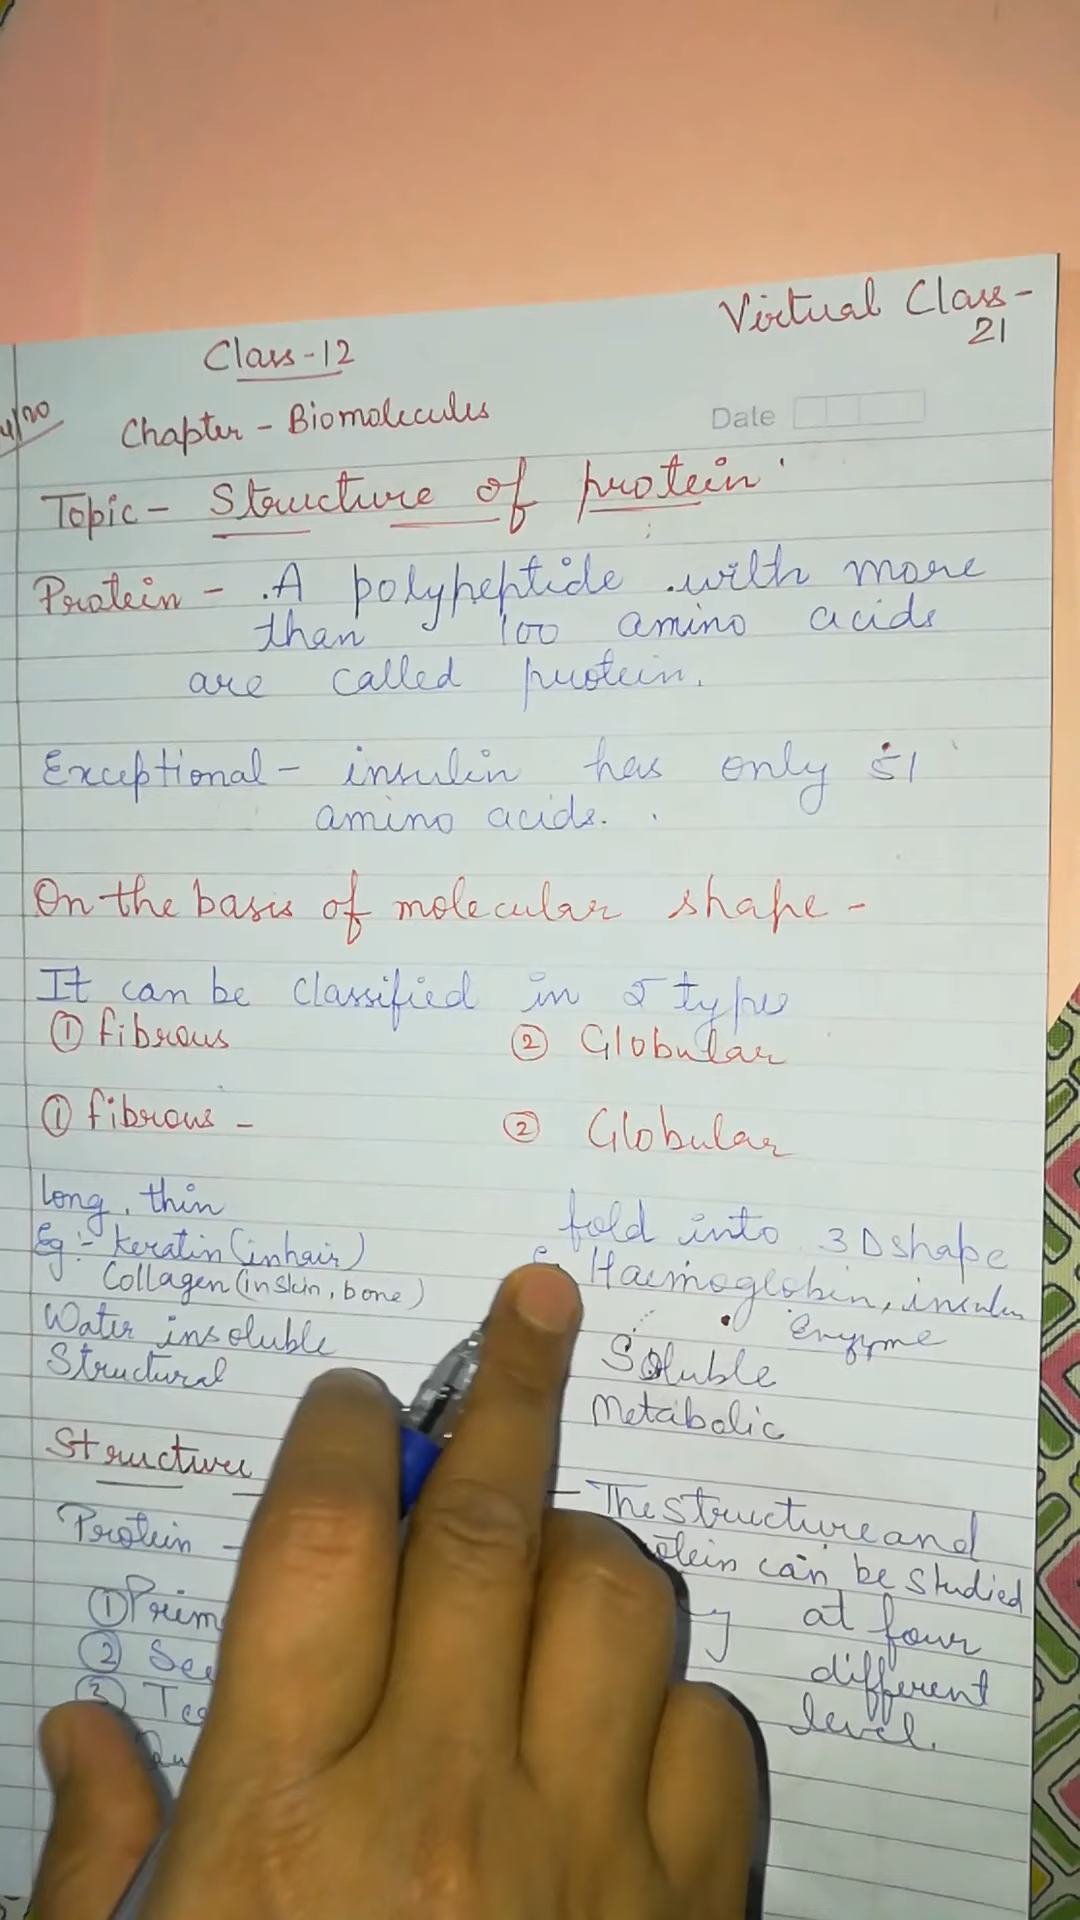 Virtual Class-
21
Class-12
Chapter - Biomolecules
Date
Topic- Structure of protein
Protein - A polypeptide with more
than 100 amino acids
are called protein.
Exceptional - insulin has only 51
amino acids.
On the basis of molecular shape -
It can be classified in 2 types
① fibrous ② Globular
① fibrous - ② Globular
long, thin
Eg:- Keratin (in hair)
Collagen (in skin, bone)
Water insoluble
Structural
fold into 3D shape
Haemoglobin, insulin
Enzyme
Soluble
Metabolic
Structure
Protein - - The structure and
can be studied
① at four
② different
③ level.